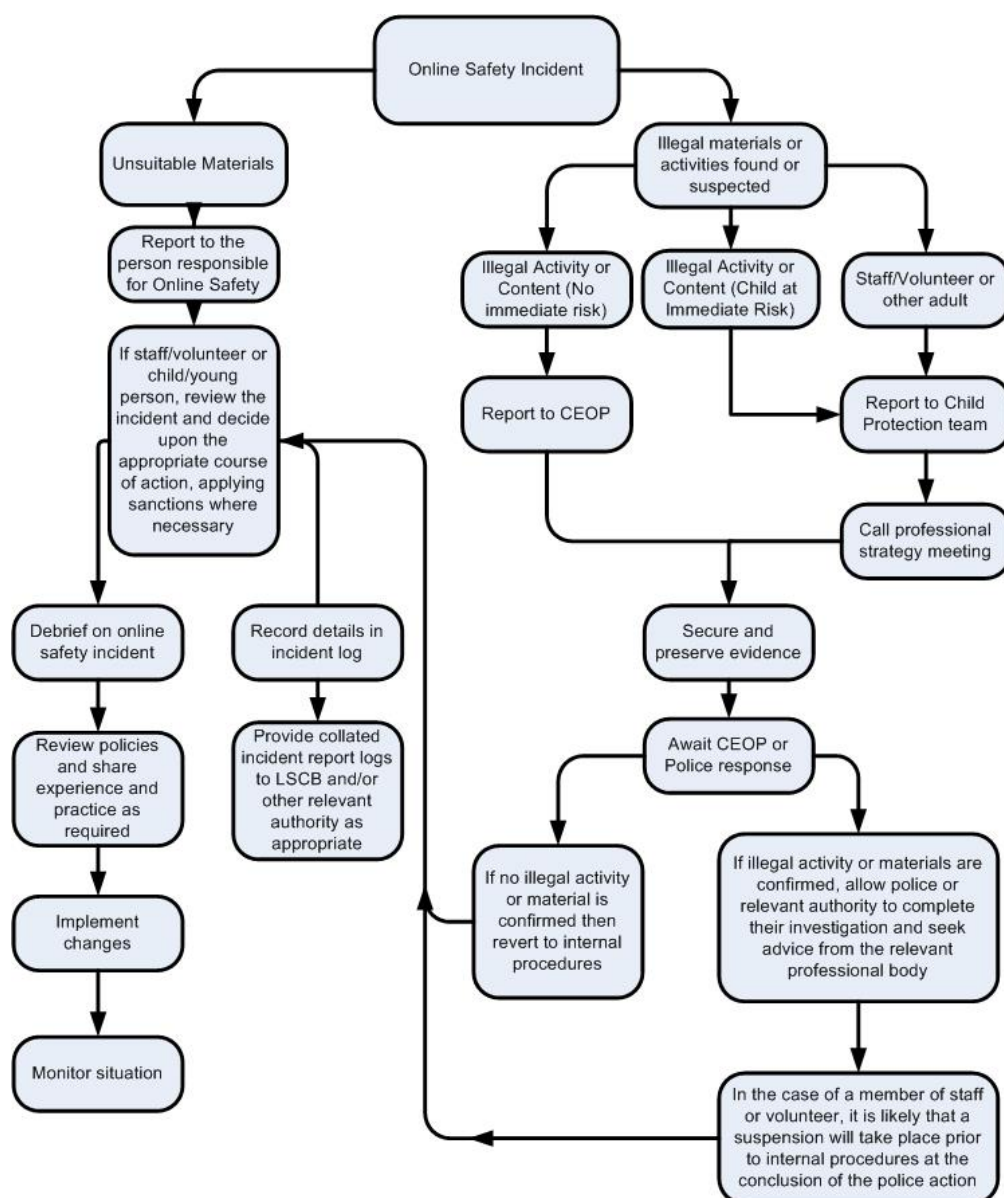 Online Safety Incident
Unsuitable Materials
Illegal materials or
activities found or
suspected
Report to the
person responsible
for Online Safety
Illegal Activity or
Content (No
immediate risk)
Illegal Activity or
Content (Child at
Immediate Risk)
Staff/Volunteer or
other adult
If staff/volunteer or
child/young
person, review the
incident and decide
upon the
appropriate course
of action, applying
sanctions where
necessary
Report to CEOP
Report to Child
Protection team
Call professional
strategy meeting
Debrief on online
safety incident
Record details in
incident log
Secure and
preserve evidence
Review policies
and share
experience and
practice as
required
Provide collated
incident report logs
to LSCB and/or
other relevant
authority as
appropriate
Await CEOP or
Police response
If no illegal activity
or material is
confirmed then
revert to internal
procedures
If illegal activity or materials are
confirmed, allow police or
relevant authority to complete
their investigation and seek
advice from the relevant
professional body
Implement
changes
Monitor situation
In the case of a member of staff
or volunteer, it is likely that a
suspension will take place prior
to internal procedures at the
conclusion of the police action